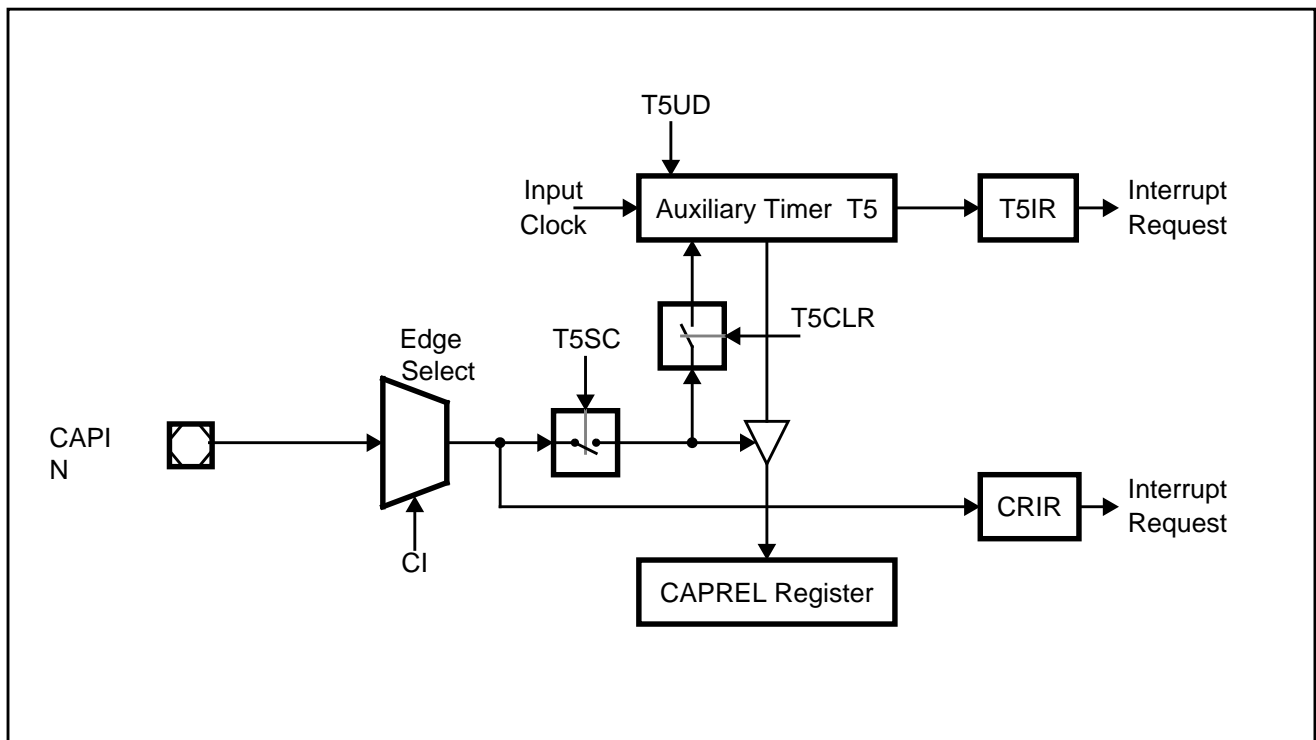 T5UD
Input
Clock
Auxiliary Timer T5
T5IR
Interrupt
Request
T5CLR
Edge
Select
T5SC
CAPI
N
CI
CRIR
Interrupt
Request
CAPREL Register